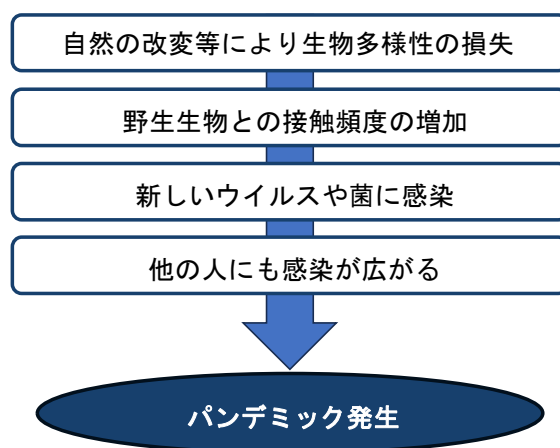 自然の改変等により生物多様性の損失
野生生物との接触頻度の増加
新しいウイルスや菌に感染
他の人にも感染が広がる
パンデミック発生